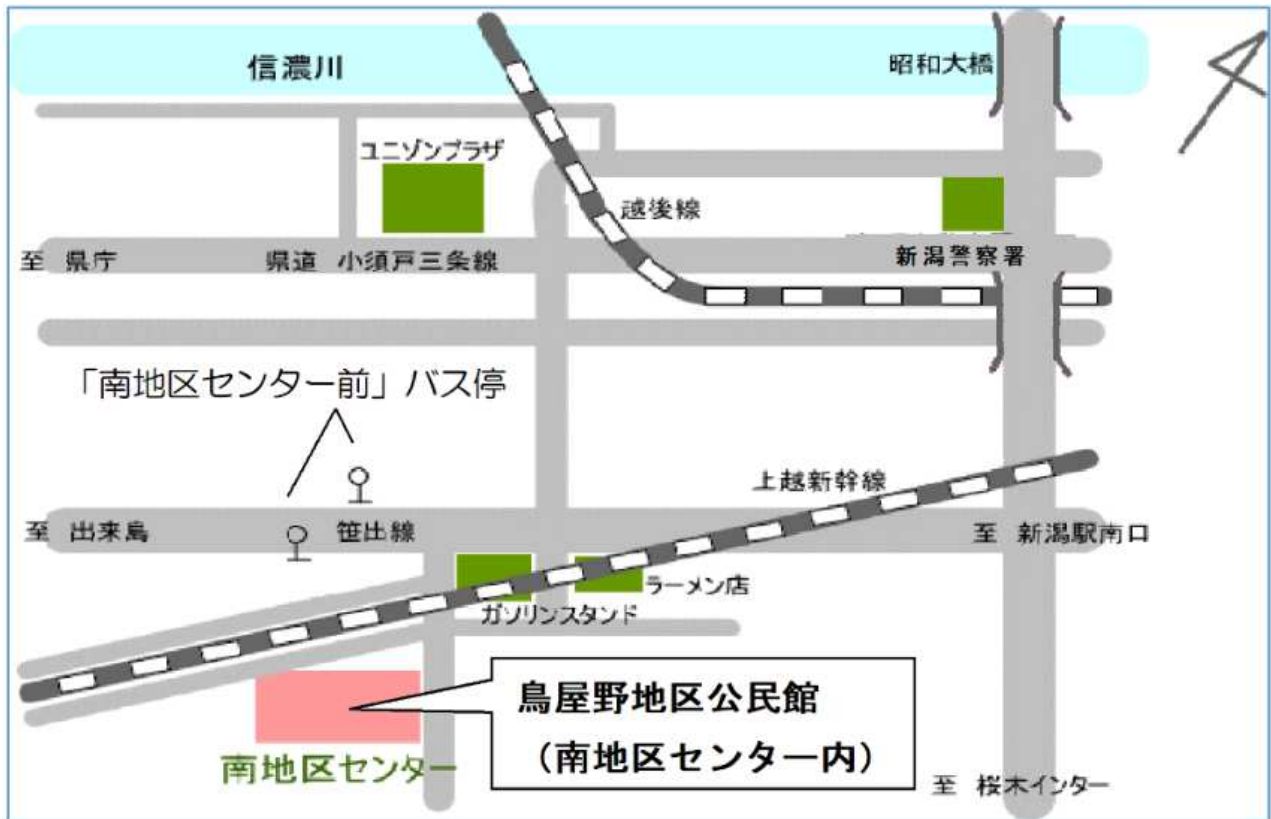 信濃川
昭和大橋
ユニゾンプラザ
越後線
至 県庁
県道 小須戸三条線
新潟警察署
「南地区センター前」バス停
上越新幹線
至 出来島
笹出線
至 新潟駅南口
ラーメン店
ガソリンスタンド
鳥屋野地区公民館
（南地区センター内）
南地区センター
至 桜木インター